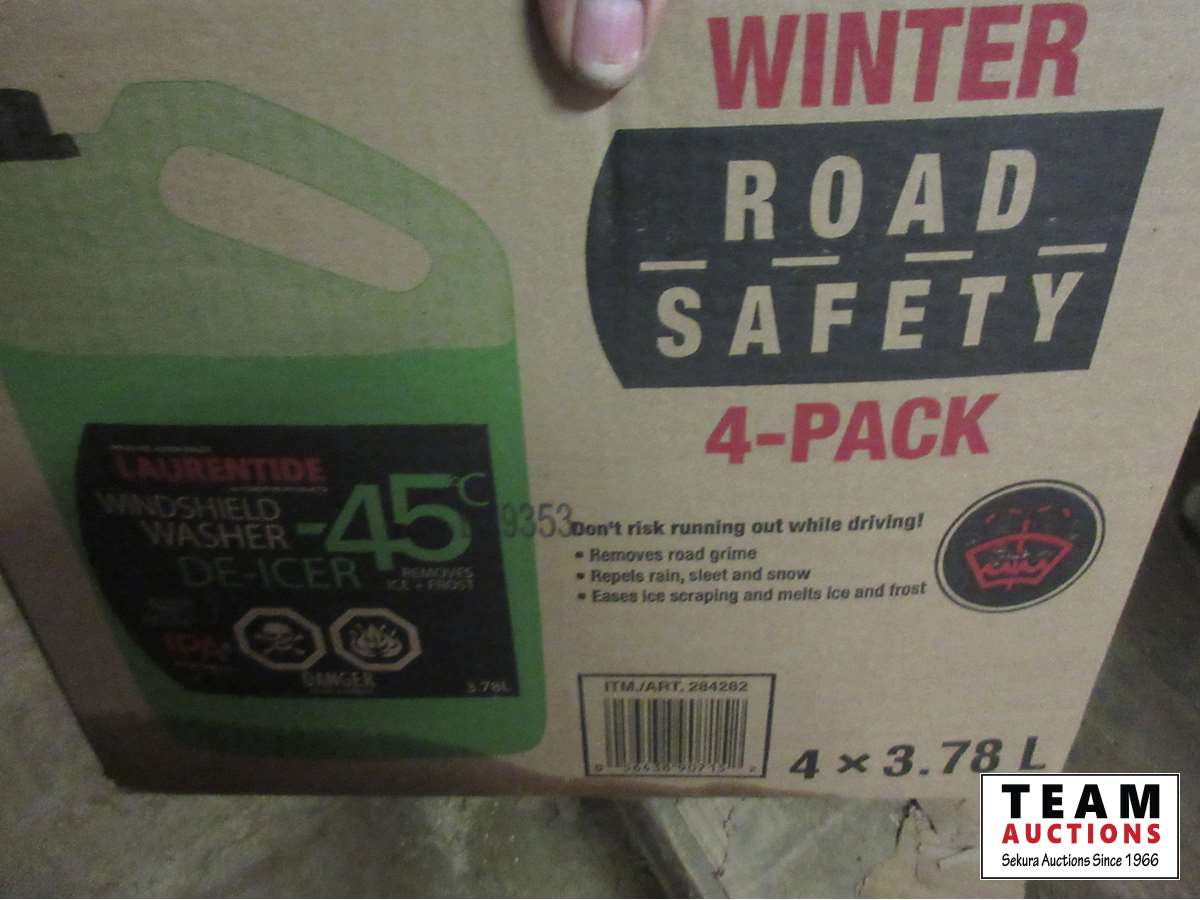 WINTER
ROAD
SAFETY
4-PACK
LAURENTIDE
WINDSHIELD
WASHER
DE-ICER
-45°C
REMOVES
ICE + FROST
DANGER
3.78L
9353
Don't risk running out while driving!
• Removes road grime
• Repels rain, sleet and snow
• Eases ice scraping and melts ice and frost
ITM./ART. 284282
4 x 3.78 L
TEAM
AUCTIONS
Sekura Auctions Since 1966